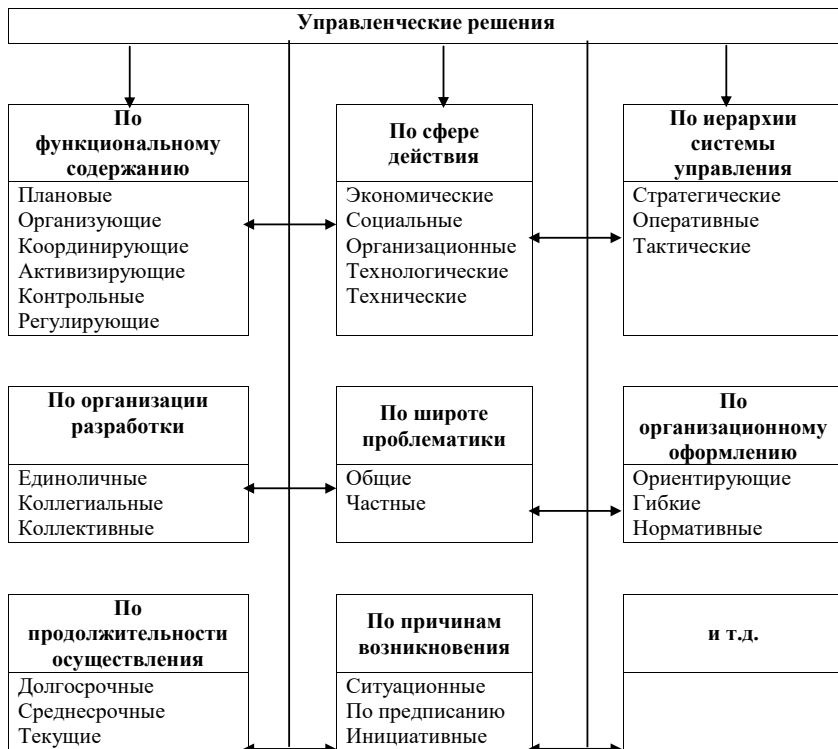 Управленческие решения
По
функциональному
содержанию
Плановые
Организующие
Координирующие
Активизирующие
Контрольные
Регулирующие
По сфере
действия
Экономические
Социальные
Организационные
Технологические
Технические
По иерархии
системы
управления
Стратегические
Оперативные
Тактические
По организации
разработки
Единоличные
Коллегиальные
Коллективные
По широте
проблематики
Общие
Частные
По
организационному
оформлению
Ориентирующие
Гибкие
Нормативные
По
продолжительности
осуществления
Долгосрочные
Среднесрочные
Текущие
По причинам
возникновения
Ситуационные
По предписанию
Инициативные
и т.д.